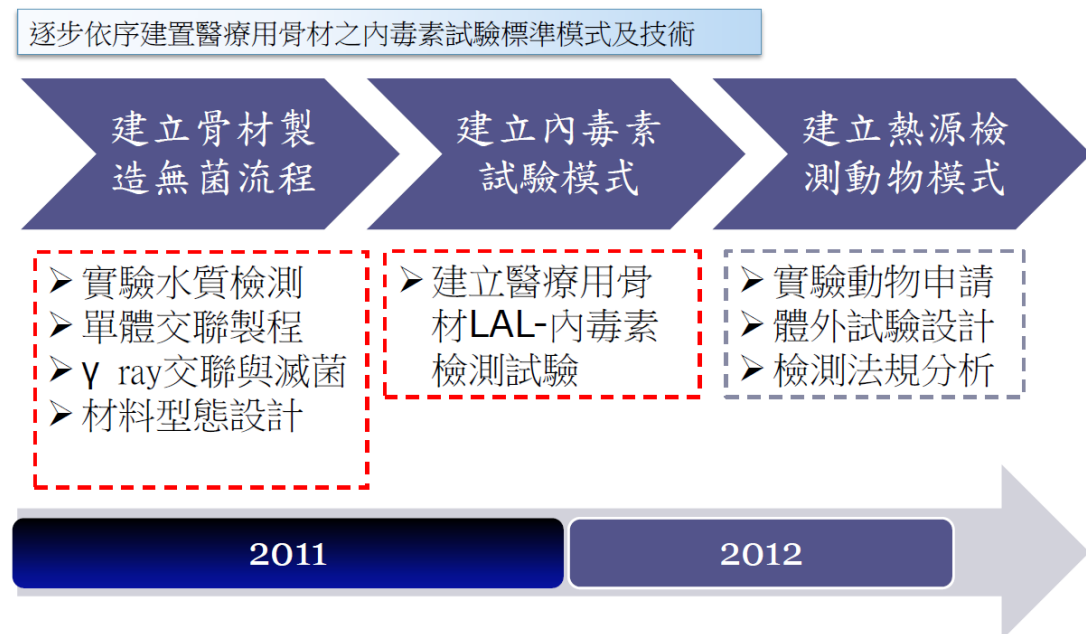 逐步依序建置醫療用骨材之內毒素試驗標準模式及技術
建立骨材製
造無菌流程
建立內毒素
試驗模式
建立熱源檢
測動物模式
➢ 實驗水質檢測
➢ 單體交聯製程
➢ γ ray交聯與滅菌
➢ 材料型態設計
➢ 建立醫療用骨
材LAL-內毒素
檢測試驗
➢ 實驗動物申請
➢ 體外試驗設計
➢ 檢測法規分析
2011
2012